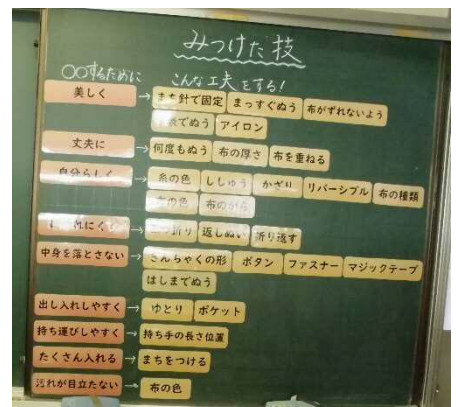 みつけた技
○○するために こんな工夫をする!
美しく → まち針で固定 まっすぐぬう 布がずれないよう
でぬう アイロン
丈夫に → 何度もぬう 布の厚さ 布を重ねる
自分らしく → 糸の色 ししゅう かざり リバーシブル 布の種類
の色 布のがら
にくく → つ折り 返しぬい 折り返す
中身を落とさない → きんちゃくの形 ボタン ファスナー マジックテープ
はしまでぬう
出し入れしやすく → ゆとり ポケット
持ち運びしやすく → 持ち手の長さ位置
たくさん入れる → まちをつける
汚れが目立たない → 布の色